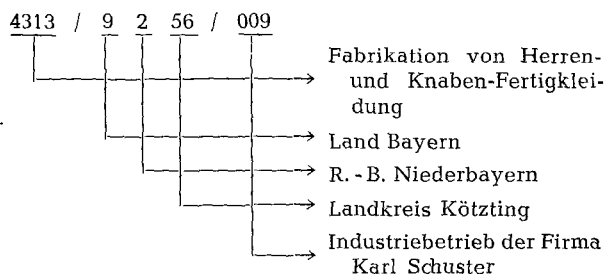 4313 / 9 2 56 / 009
Fabrikation von Herren-
und Knaben-Fertigklei-
dung
Land Bayern
R.-B. Niederbayern
Landkreis Kötzting
Industriebetrieb der Firma
Karl Schuster